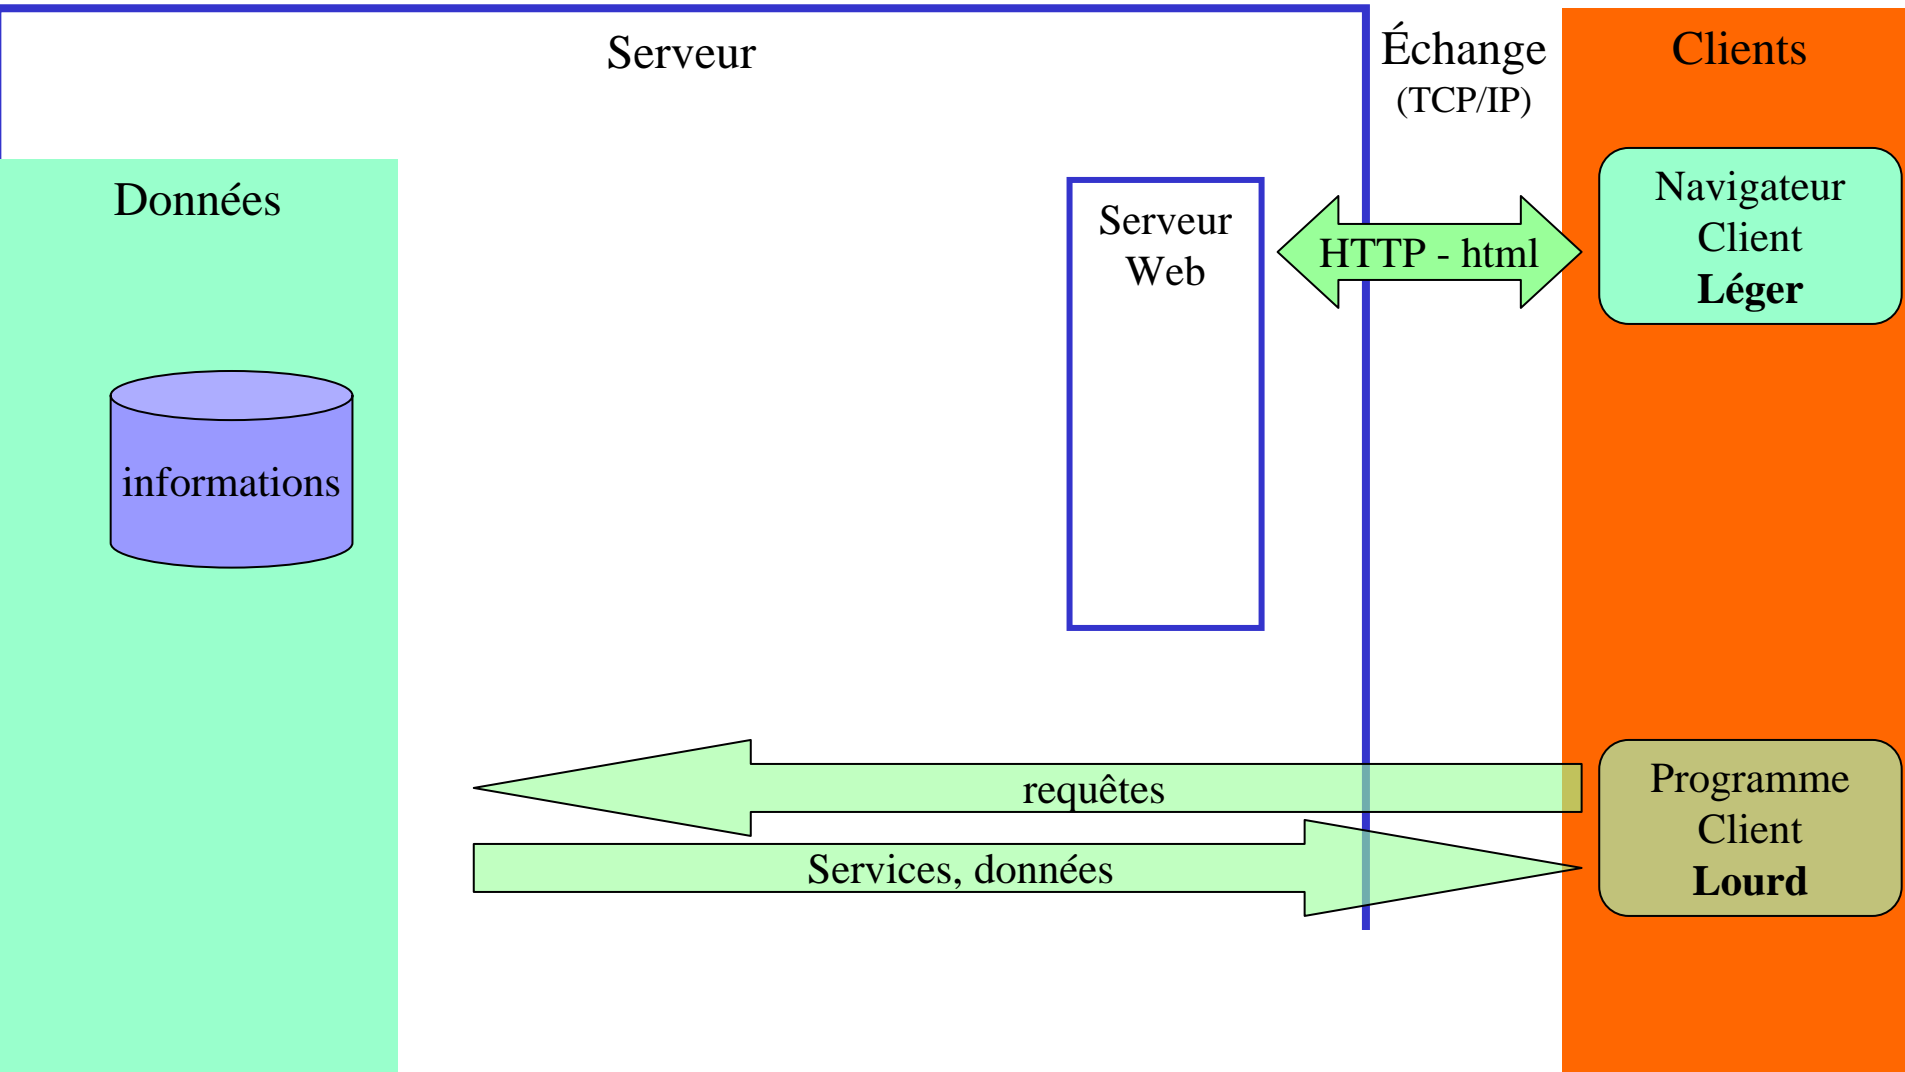 Serveur
Échange
(TCP/IP)
Clients
Données
Serveur
Web
HTTP - html
Navigateur
Client
Léger
informations
requêtes
Services, données
Programme
Client
Lourd